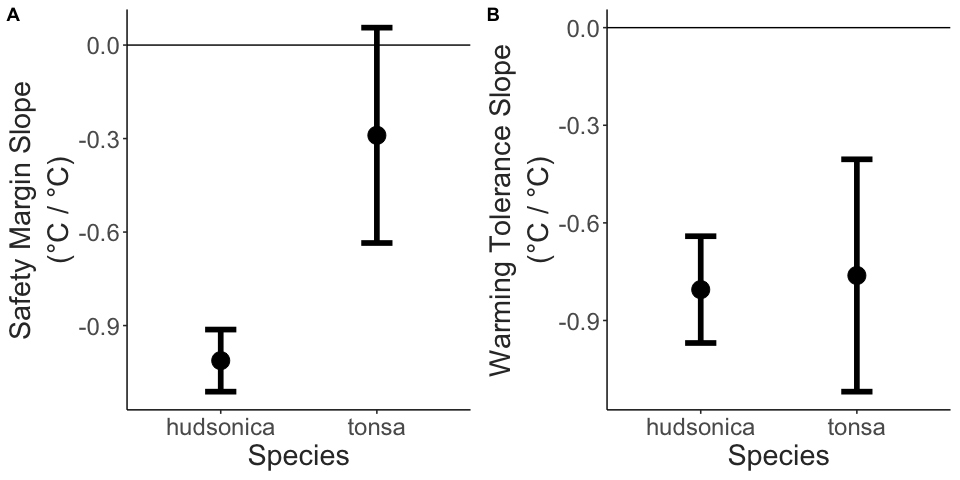 A
Safety Margin Slope
(°C / °C)
0.0
-0.3
-0.6
-0.9
hudsonica
tonsa
Species
B
Warming Tolerance Slope
(°C / °C)
0.0
-0.3
-0.6
-0.9
hudsonica
tonsa
Species